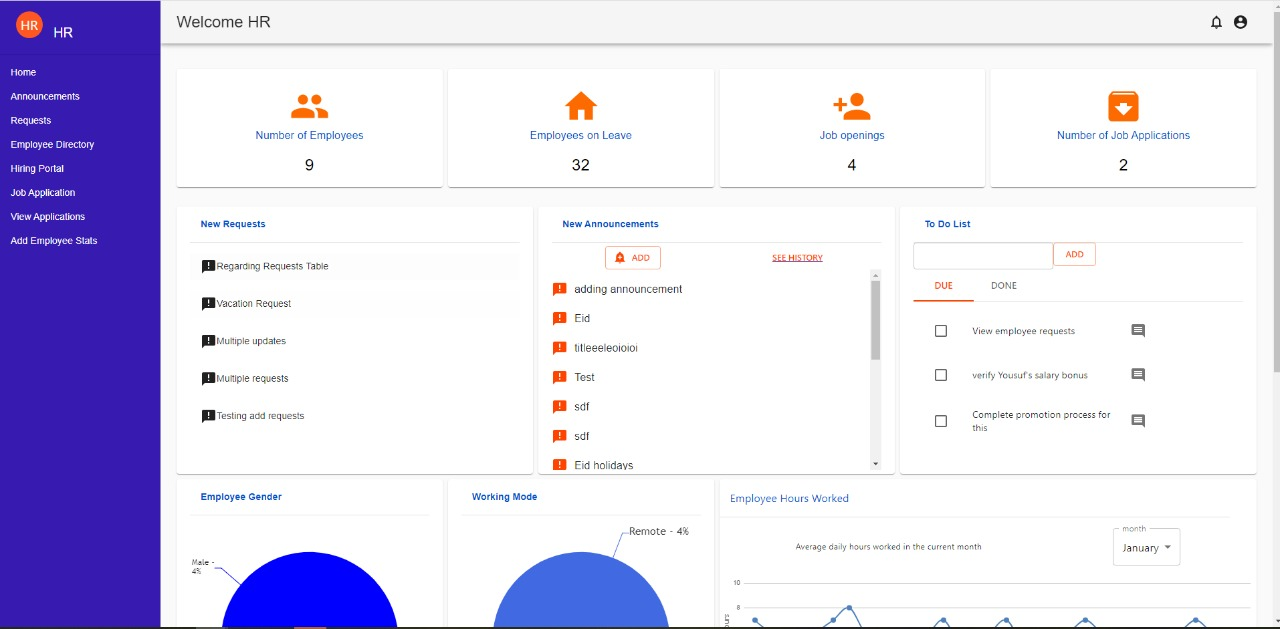 HR
HR
Welcome HR
Home
Announcements
Requests
Employee Directory
Hiring Portal
Job Application
View Applications
Add Employee Stats
Number of Employees
9
Employees on Leave
32
Job openings
4
Number of Job Applications
2
New Requests
Regarding Requests Table
Vacation Request
Multiple updates
Multiple requests
Testing add requests
New Announcements
ADD
SEE HISTORY
adding announcement
Eid
titleeeleoioioi
Test
sdf
sdf
Eid holidays
To Do List
ADD
DUE
DONE
View employee requests
verify Yousuf's salary bonus
Complete promotion process for
this
Employee Gender
Male -
4%
Working Mode
Remote - 4%
Employee Hours Worked
Average daily hours worked in the current month
month
January
10
8